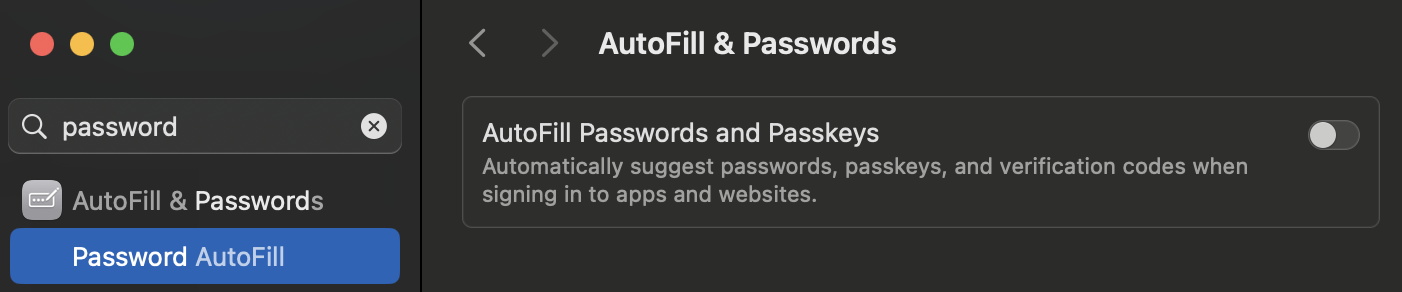 AutoFill & Passwords
password
AutoFill Passwords and Passkeys
Automatically suggest passwords, passkeys, and verification codes when
signing in to apps and websites.
AutoFill & Passwords
Password AutoFill